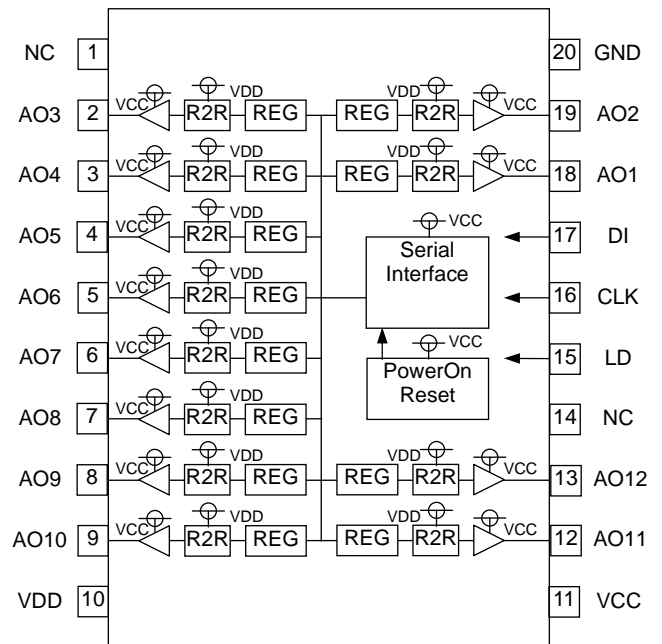 NC 1 20 GND
VDD VDD
AO3 2 VCC R2R REG REG R2R VCC 19 AO2
VDD VDD
AO4 3 VCC R2R REG REG R2R VCC 18 AO1
VDD
AO5 4 VCC R2R REG VCC 17 DI
Serial
Interface
VDD
AO6 5 VCC R2R REG 16 CLK
VDD VCC
AO7 6 VCC R2R REG PowerOn 15 LD
Reset
VDD
AO8 7 VCC R2R REG 14 NC
VDD VDD
AO9 8 VCC R2R REG REG R2R VCC 13 AO12
VDD VDD
AO10 9 VCC R2R REG REG R2R VCC 12 AO11
VDD 10 11 VCC